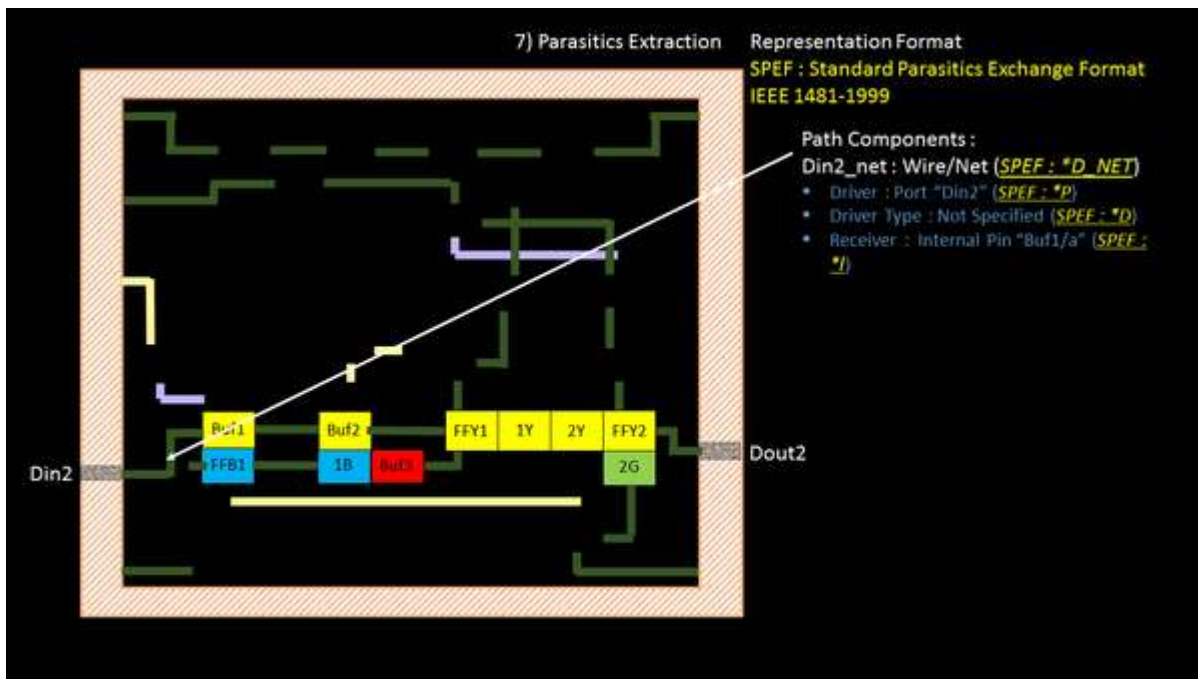 7) Parasitics Extraction
Representation Format
SPEF : Standard Parasitics Exchange Format
IEEE 1481-1999
Path Components :
Din2_net : Wire/Net (SPEF : *D_NET)
• Driver : Port "Din2" (SPEF : *P)
• Driver Type : Not Specified (SPEF : *D)
• Receiver : Internal Pin "Buf1/a" (SPEF :
*I)
Buf1
Buf2
FFY1
1Y
2Y
FFY2
FFB1
1B
Buf3
2G
Din2
Dout2